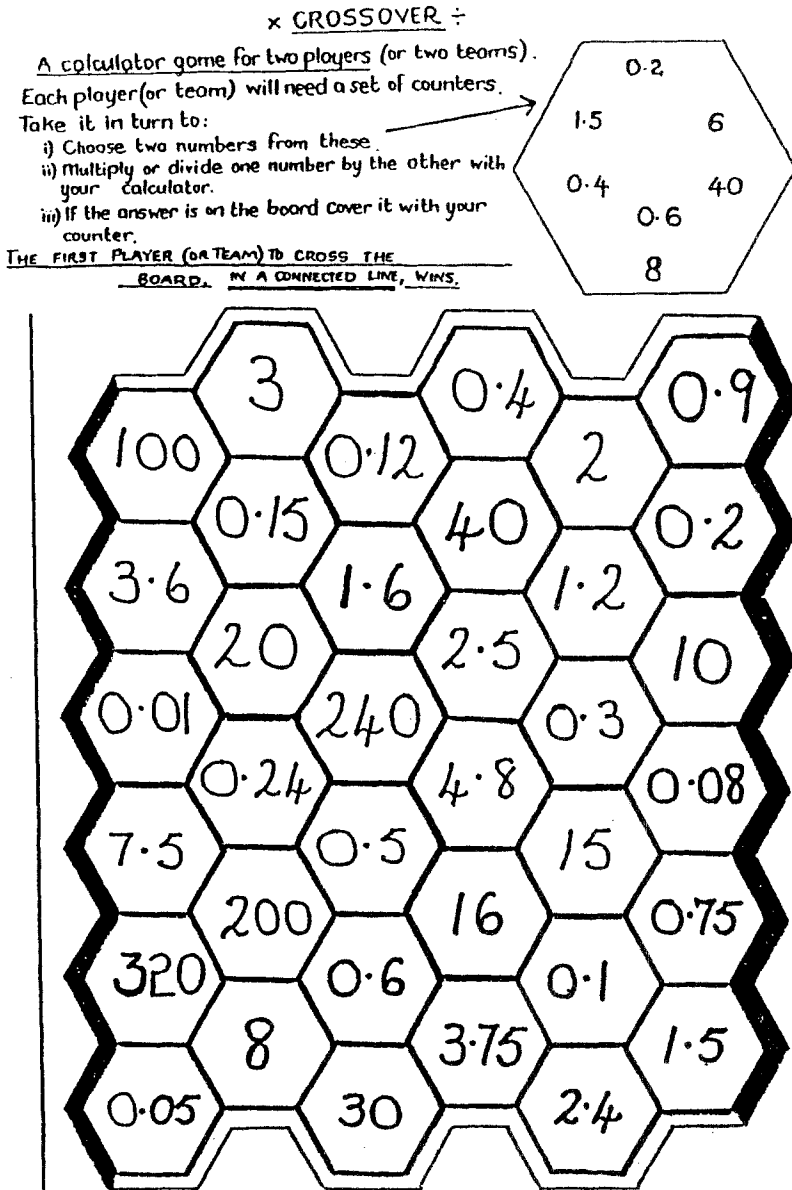 × CROSSOVER ÷
A calculator game for two players (or two teams).
Each player (or team) will need a set of counters.
Take it in turn to:
i) Choose two numbers from these.
ii) Multiply or divide one number by the other with
your calculator.
iii) If the answer is on the board cover it with your
counter.
THE FIRST PLAYER (OR TEAM) TO CROSS THE
BOARD, IN A CONNECTED LINE, WINS.
0·2
1.5 6
0·4 40
0·6
8
3 0·4 0·9
100 0·12 2
0·15 40 0·2
3·6 1·6 1·2
20 2·5 10
0·01 240 0·3
0·24 4·8 0·08
7·5 0·5 15
200 16 0·75
320 0·6 0·1
8 3·75 1·5
0·05 30 2·4